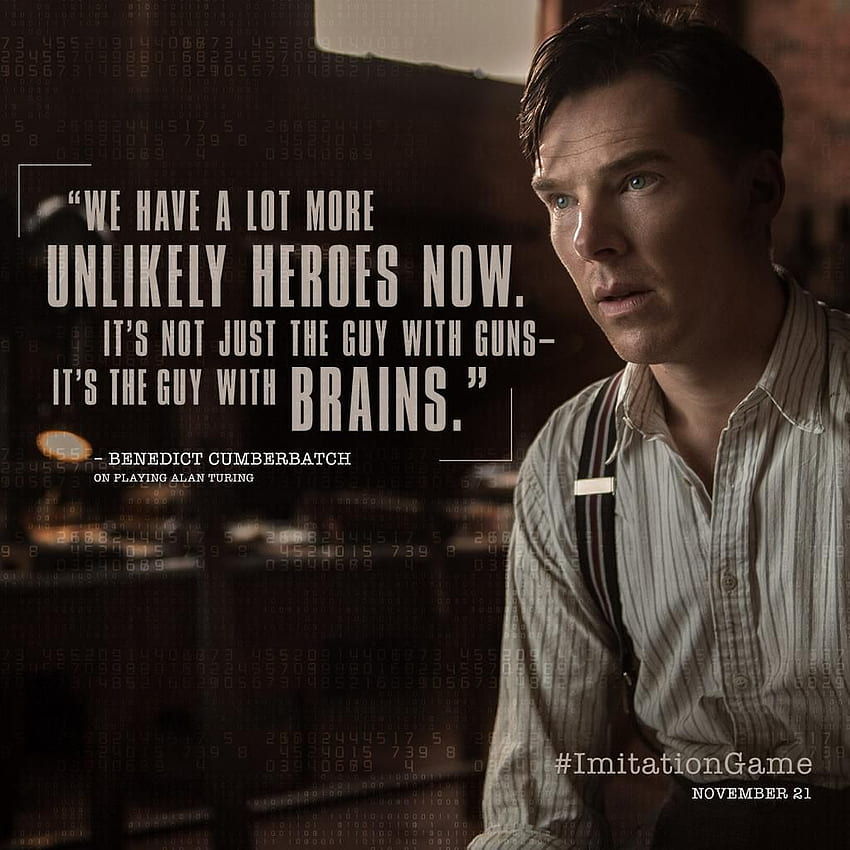 “WE HAVE A LOT MORE
UNLIKELY HEROES NOW.
IT’S NOT JUST THE GUY WITH GUNS–
IT’S THE GUY WITH BRAINS.”
– BENEDICT CUMBERBATCH
ON PLAYING ALAN TURING
#ImitationGame
NOVEMBER 21